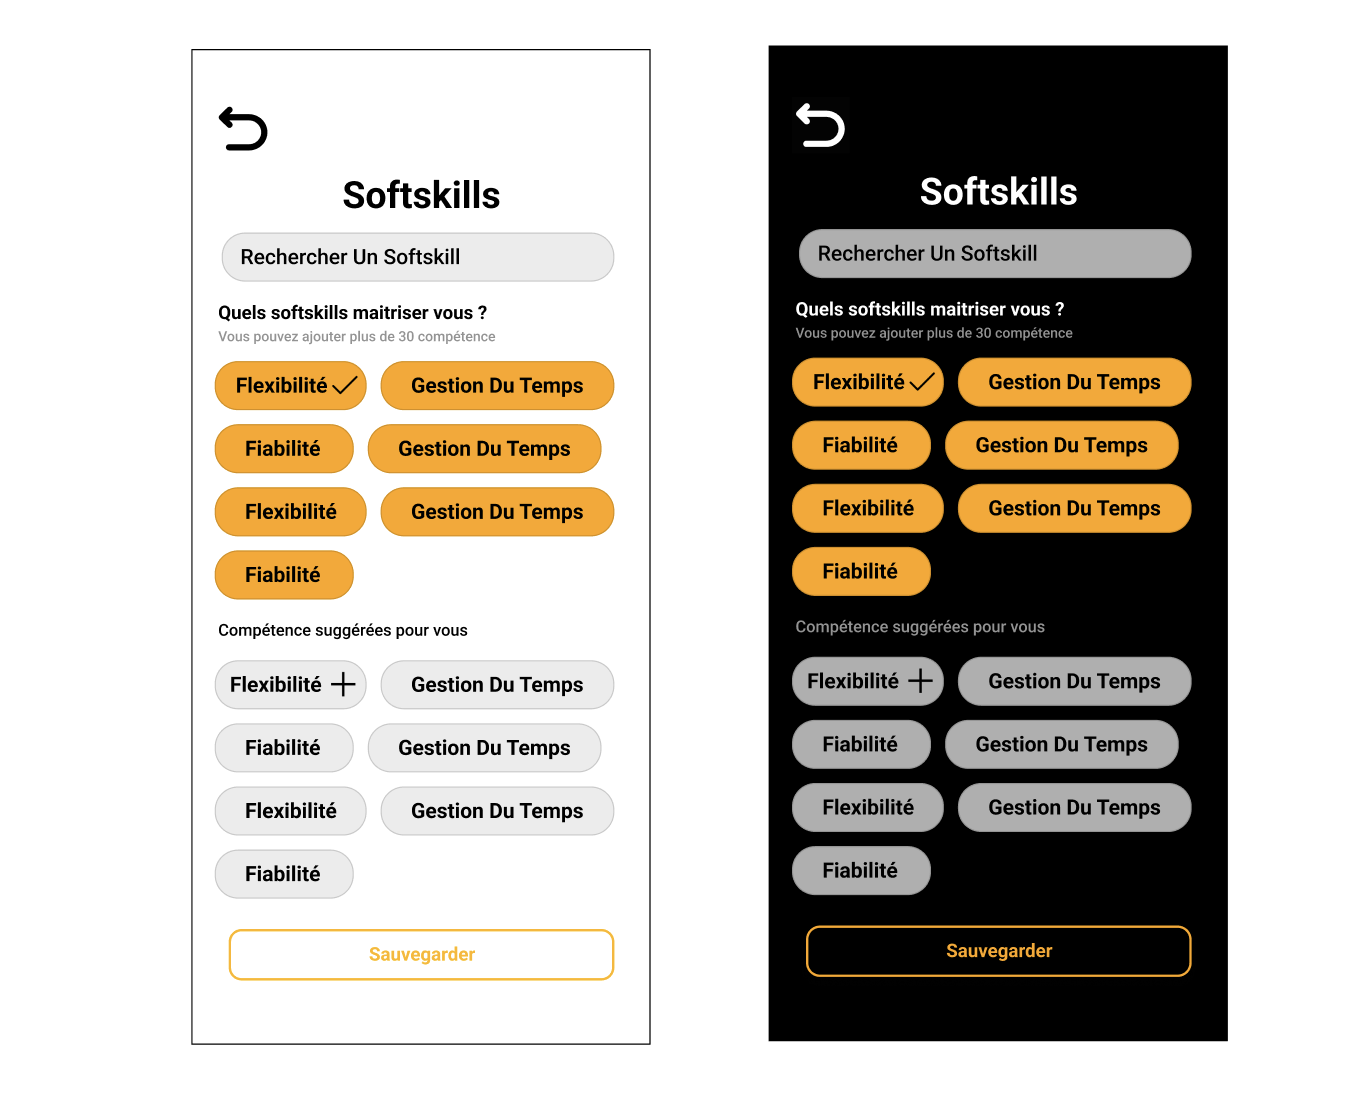 Softskills
Rechercher Un Softskill
Quels softskills maitriser vous ?
Vous pouvez ajouter plus de 30 compétence
Flexibilité Gestion Du Temps
Fiabilité Gestion Du Temps
Flexibilité Gestion Du Temps
Fiabilité
Compétence suggérées pour vous
Flexibilité Gestion Du Temps
Fiabilité Gestion Du Temps
Flexibilité Gestion Du Temps
Fiabilité
Sauvegarder
Softskills
Rechercher Un Softskill
Quels softskills maitriser vous ?
Vous pouvez ajouter plus de 30 compétence
Flexibilité Gestion Du Temps
Fiabilité Gestion Du Temps
Flexibilité Gestion Du Temps
Fiabilité
Compétence suggérées pour vous
Flexibilité Gestion Du Temps
Fiabilité Gestion Du Temps
Flexibilité Gestion Du Temps
Fiabilité
Sauvegarder